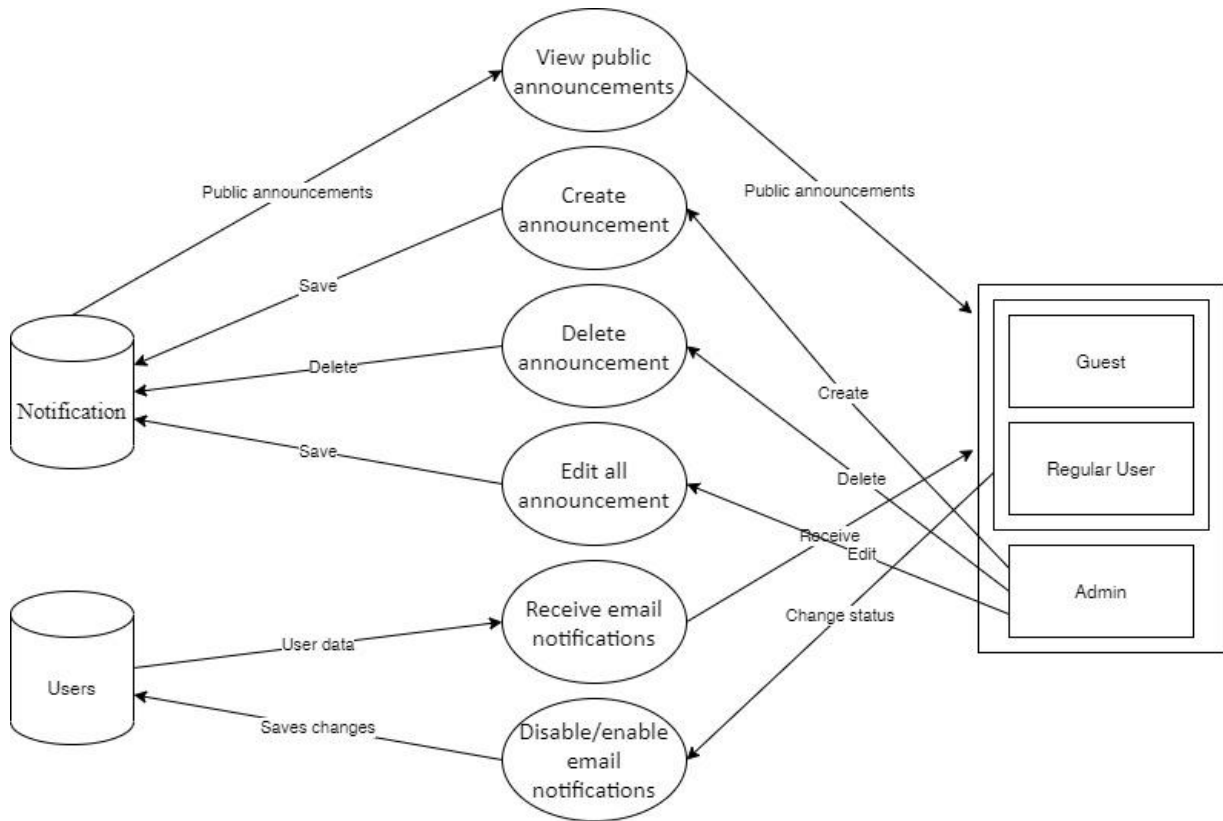 View public
announcements
Public announcements
Public announcements
Create
announcement
Save
Delete
announcement
Guest
Delete
Create
Notification
Save
Edit all
announcement
Regular User
Delete
Receive
Edit
Admin
Receive email
notifications
Change status
User data
Users
Saves changes
Disable/enable
email
notifications